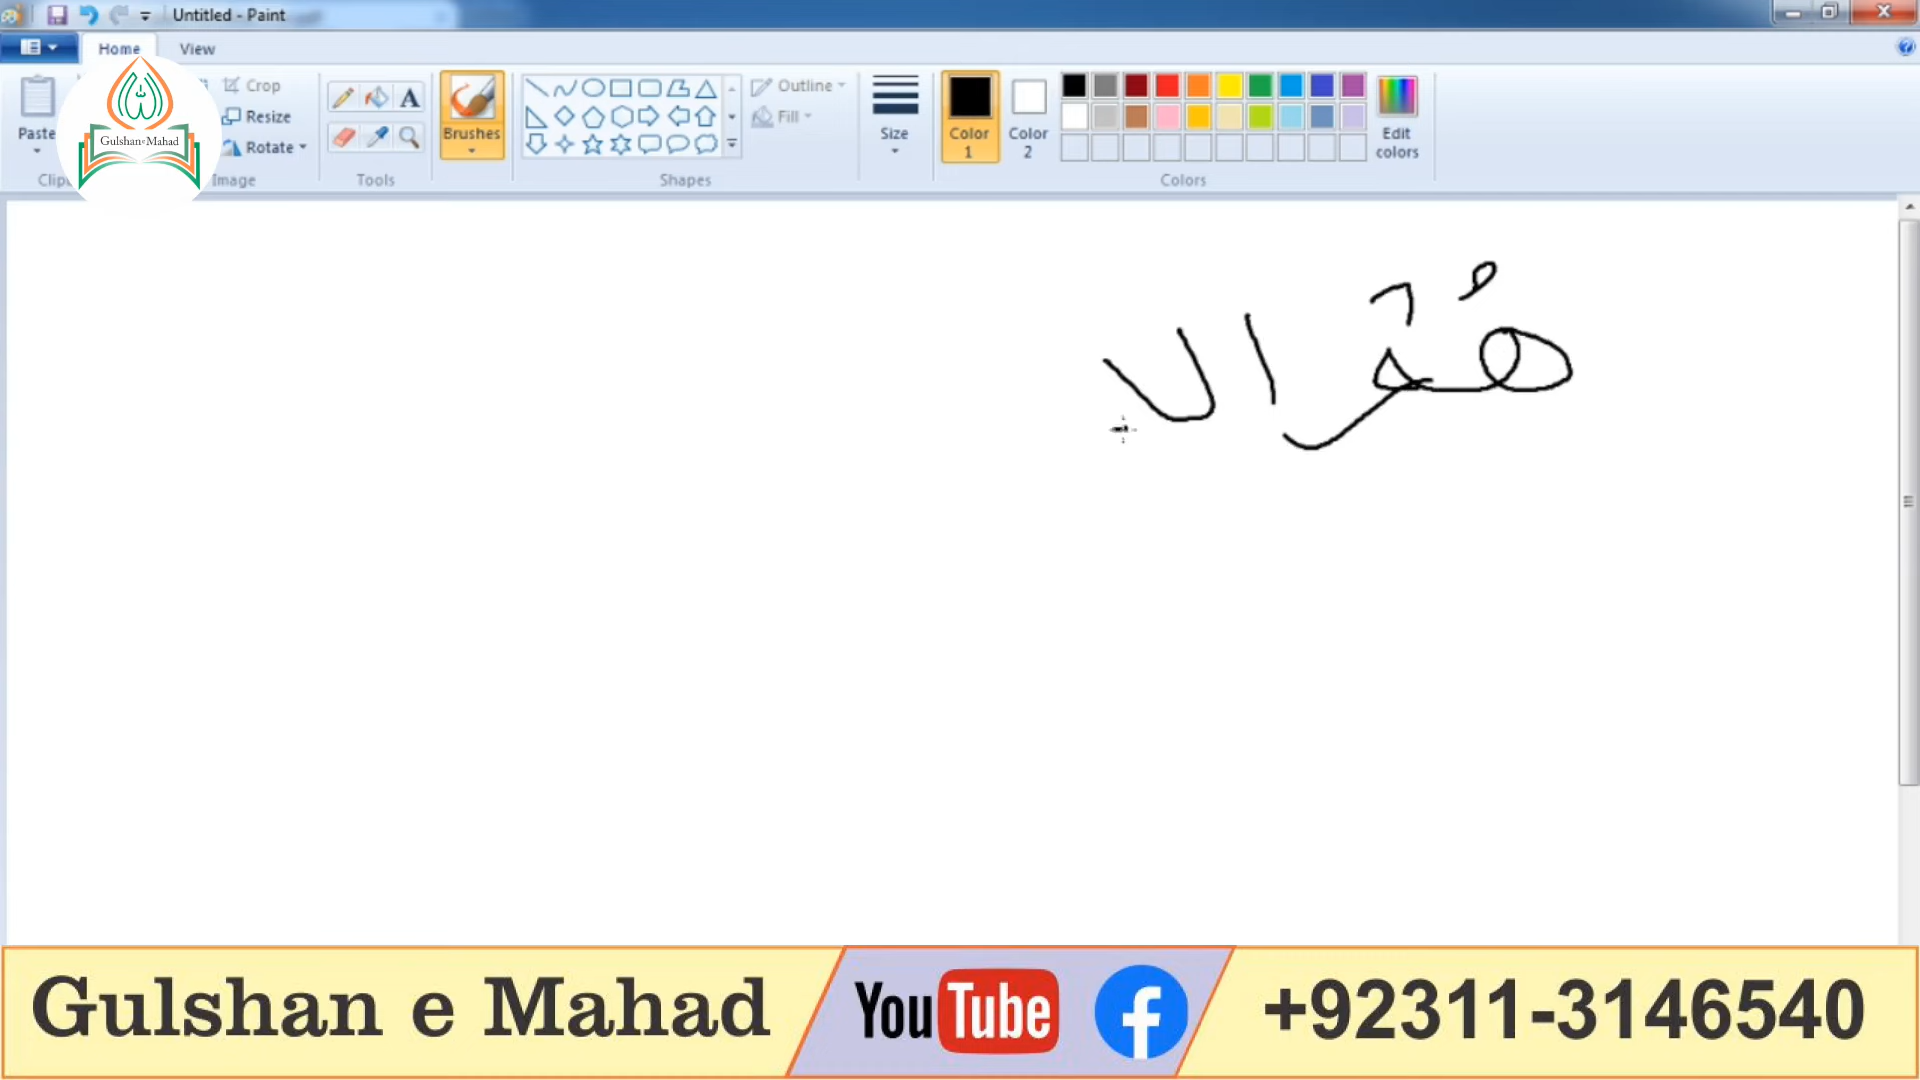 Untitled - Paint
Home View
Paste
Crop
Resize
Rotate
Image
Tools
Brushes
Shapes
Outline
Fill
Size
Color 1
Color 2
Edit colors
Colors
Gulshan e Mahad
هُوْ ال
Gulshan e Mahad YouTube +92311-3146540